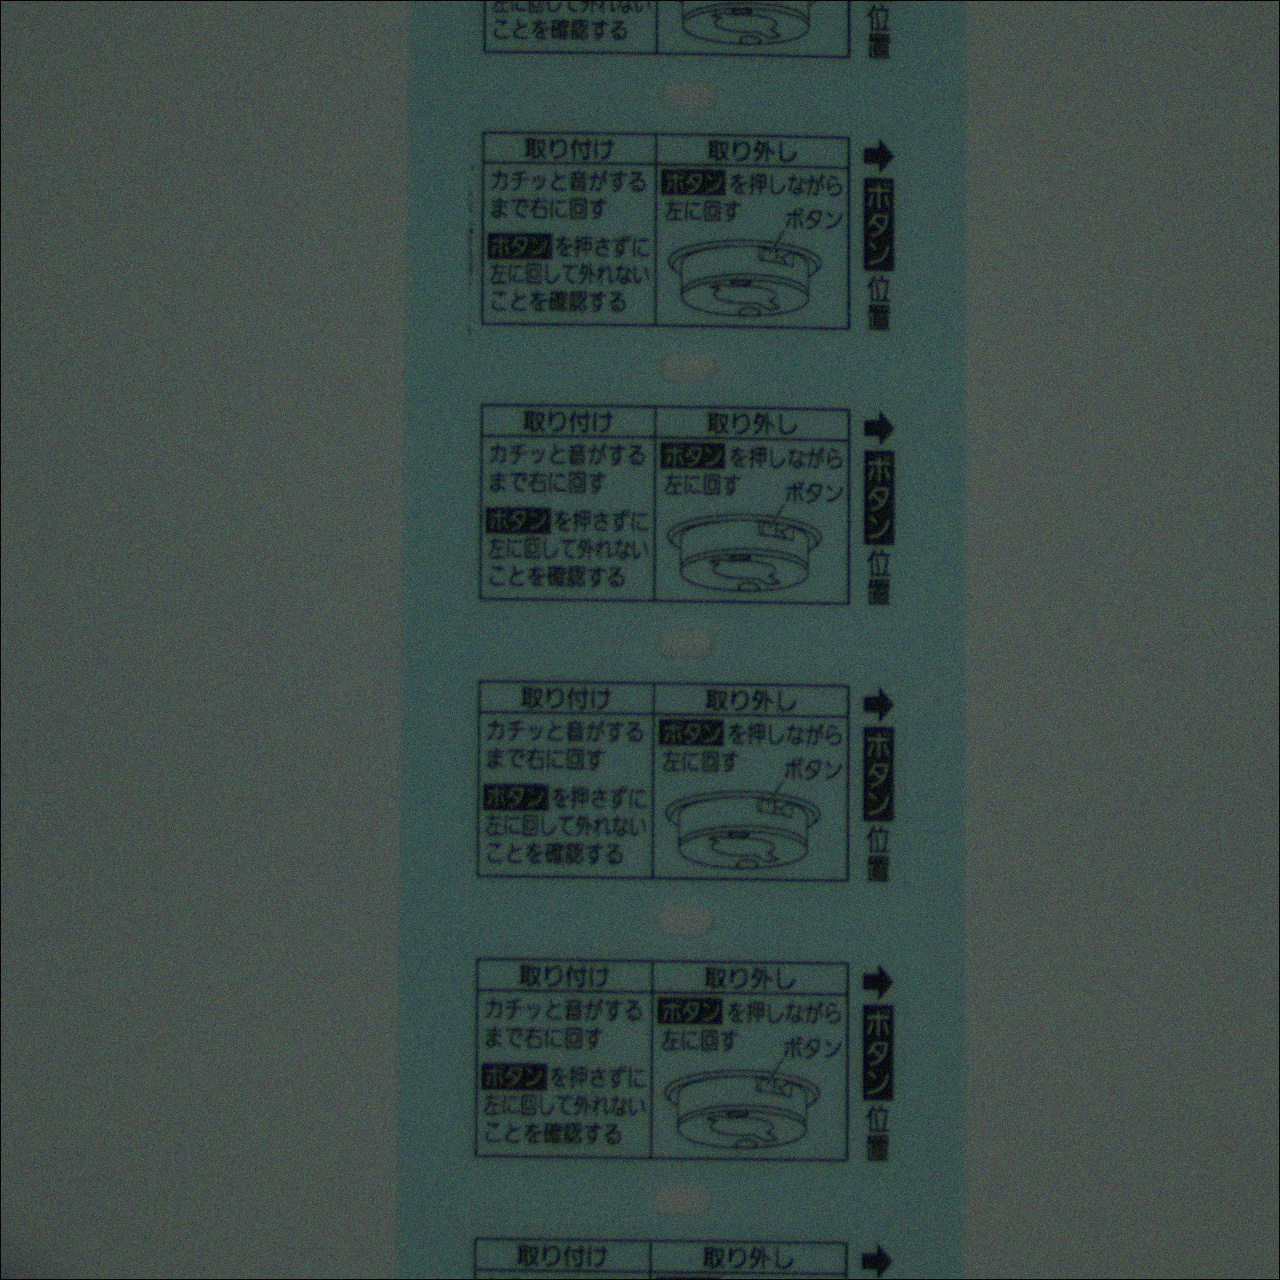 左に回して外れない
ことを確認する
位置
取り付け
カチッと音がする
まで右に回す
ボタンを押さずに
左に回して外れない
ことを確認する
取り外し
ボタンを押しながら
左に回す
ボタン
➡ボタン位置
取り付け
カチッと音がする
まで右に回す
ボタンを押さずに
左に回して外れない
ことを確認する
取り外し
ボタンを押しながら
左に回す
ボタン
➡ボタン位置
取り付け
カチッと音がする
まで右に回す
ボタンを押さずに
左に回して外れない
ことを確認する
取り外し
ボタンを押しながら
左に回す
ボタン
➡ボタン位置
取り付け
カチッと音がする
まで右に回す
ボタンを押さずに
左に回して外れない
ことを確認する
取り外し
ボタンを押しながら
左に回す
ボタン
➡ボタン位置
取り付け
取り外し
➡